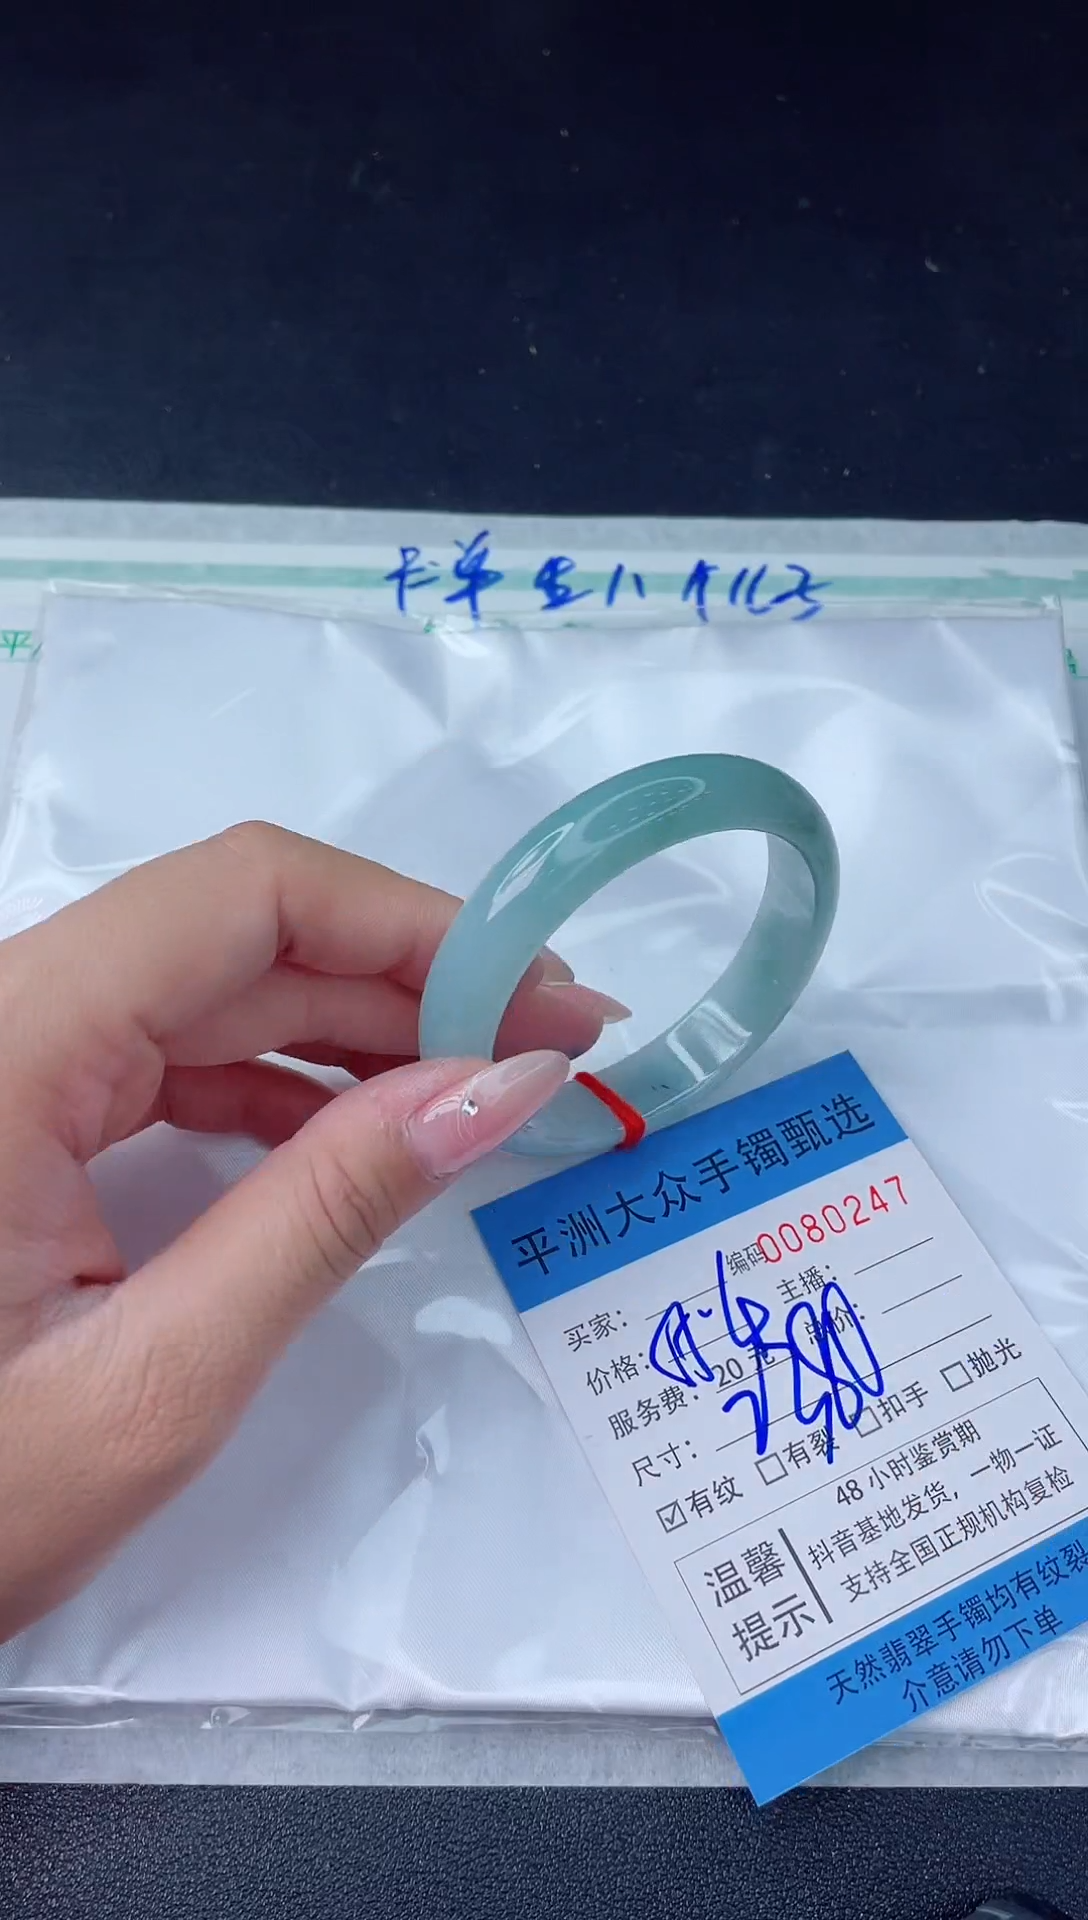 平洲大众手镯甄选
编码0080247
买家：
主播：
价格：
总价：
服务费：20 元
尺寸：
☑有纹 □有裂 □扣手 □抛光
温馨
提示
48小时鉴赏期
抖音基地发货，一物一证
支持全国正规机构复检
天然翡翠手镯均有纹裂
介意请勿下单
平